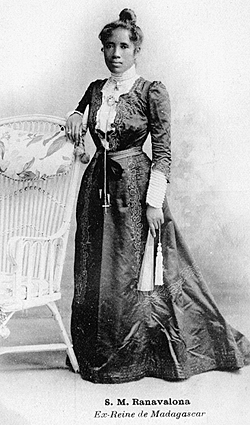 S. M. Ranavalona
Ex-Reine de Madagascar